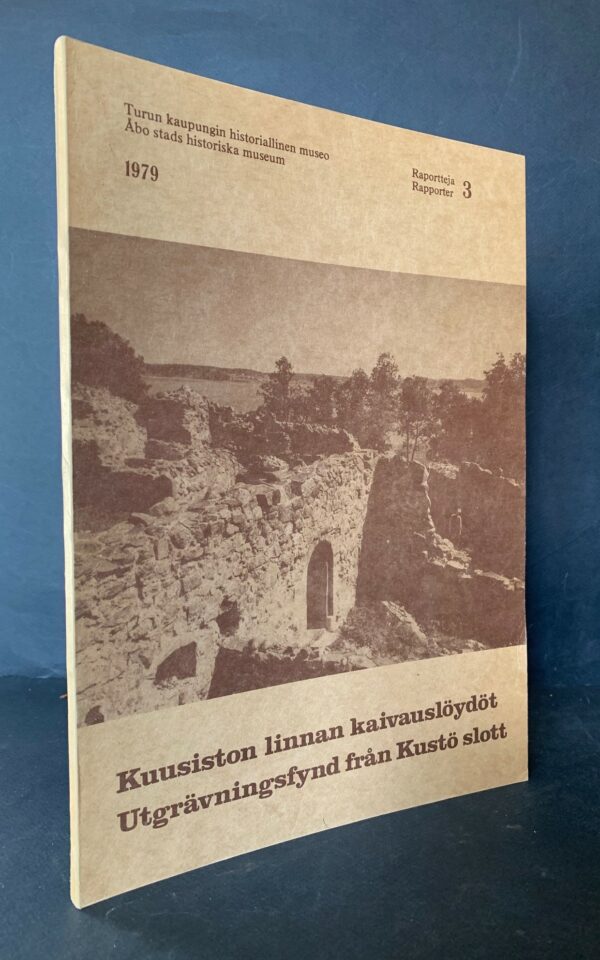 Turun kaupungin historiallinen museo
Åbo stads historiska museum
1979
Raportteja
Rapporter 3
Kuusiston linnan kaivauslöydöt
Utgrävningsfynd från Kustö slott